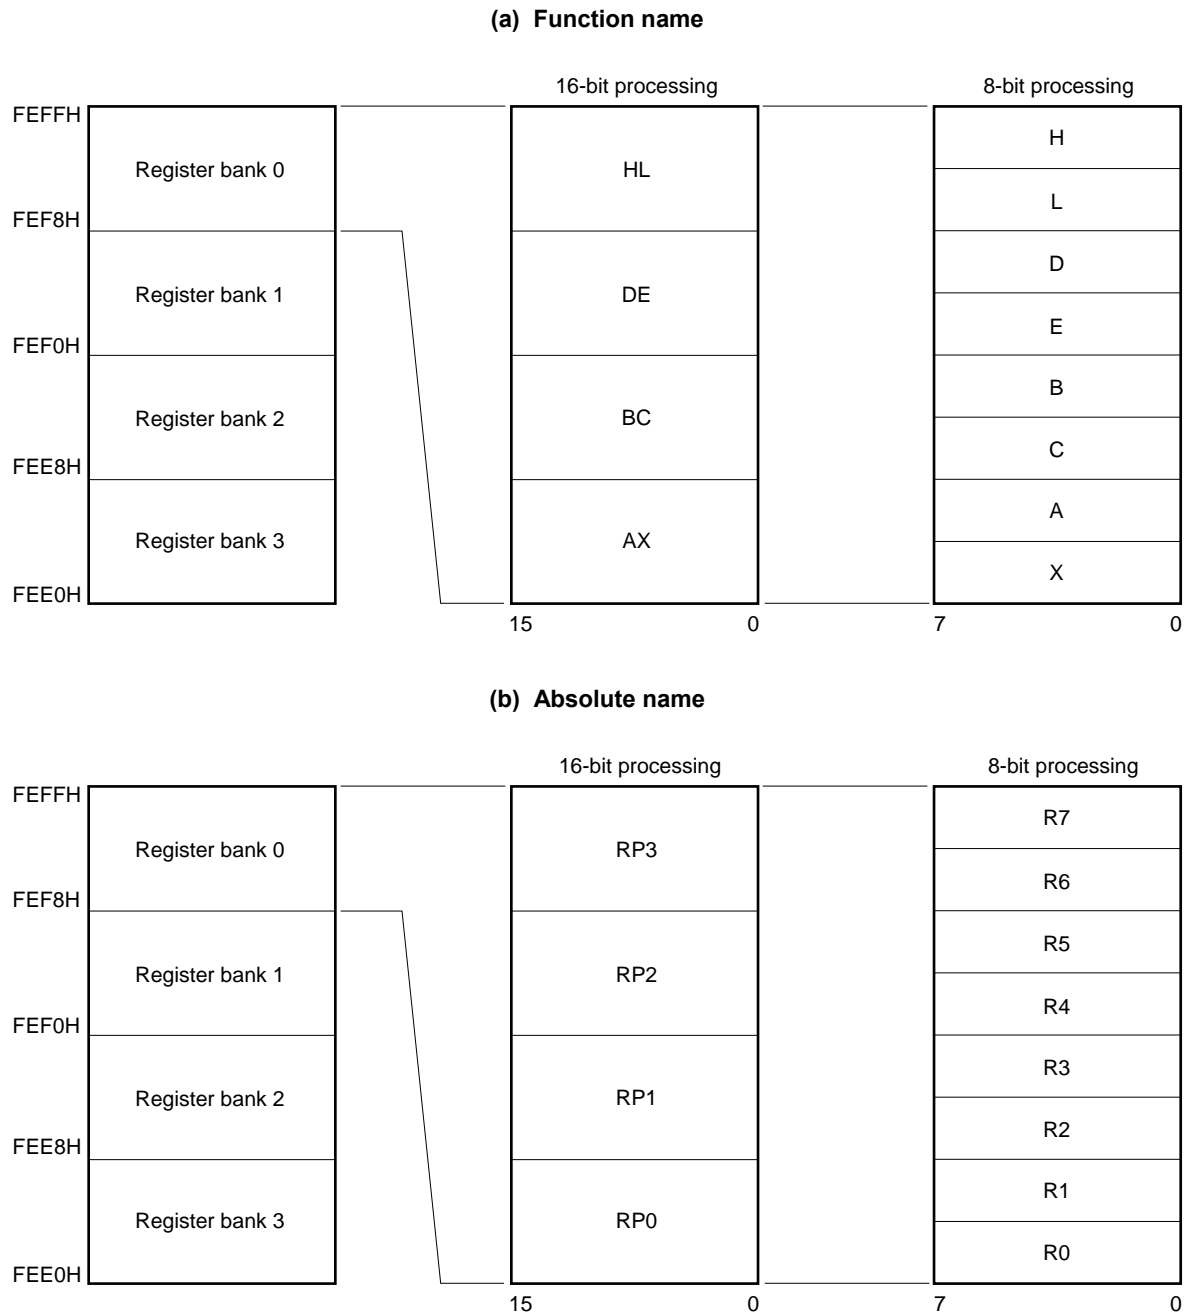 (a) Function name
16-bit processing 8-bit processing
FEFFH
H
Register bank 0 HL
L
FEF8H
D
Register bank 1 DE
E
FEF0H
B
Register bank 2 BC
C
FEE8H
A
Register bank 3 AX
X
FEE0H
15 0 7 0
(b) Absolute name
16-bit processing 8-bit processing
FEFFH
R7
Register bank 0 RP3
R6
FEF8H
R5
Register bank 1 RP2
R4
FEF0H
R3
Register bank 2 RP1
R2
FEE8H
R1
Register bank 3 RP0
R0
FEE0H
15 0 7 0